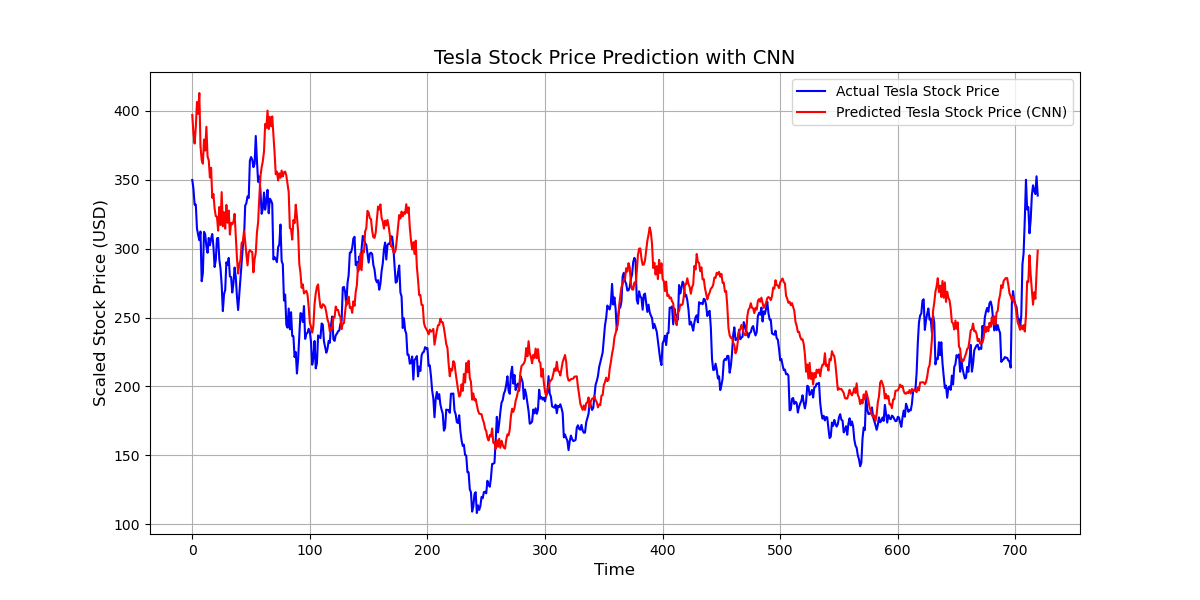 Tesla Stock Price Prediction with CNN
Actual Tesla Stock Price
Predicted Tesla Stock Price (CNN)
Scaled Stock Price (USD)
400
350
300
250
200
150
100
0 100 200 300 400 500 600 700
Time